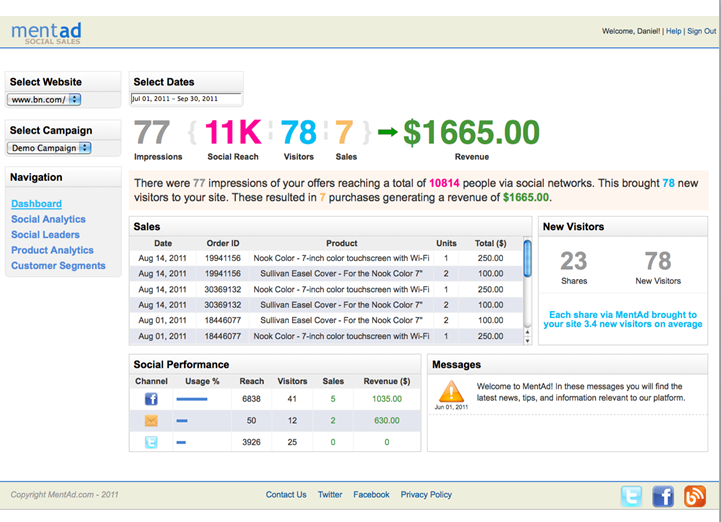 mentad
SOCIAL SALES
Welcome, Daniel! | Help | Sign Out
Select Website
www.bn.com/
Select Campaign
Demo Campaign
Navigation
Dashboard
Social Analytics
Social Leaders
Product Analytics
Customer Segments
Select Dates
Jul 01, 2011 – Sep 30, 2011
77 { 11K : 78 : 7 } $1665.00
Impressions Social Reach Visitors Sales Revenue
There were 77 impressions of your offers reaching a total of 10814 people via social networks. This brought 78 new
visitors to your site. These resulted in 7 purchases generating a revenue of $1665.00.
Sales
Date Order ID Product Units Total ($)
Aug 14, 2011 19941156 Nook Color - 7-inch color touchscreen with Wi-Fi 1 250.00
Aug 14, 2011 19941156 Sullivan Easel Cover - For the Nook Color 7" 2 100.00
Aug 14, 2011 30369132 Nook Color - 7-inch color touchscreen with Wi-Fi 1 250.00
Aug 14, 2011 30369132 Sullivan Easel Cover - For the Nook Color 7" 2 100.00
Aug 01, 2011 18446077 Sullivan Easel Cover - For the Nook Color 7" 2 100.00
Aug 01, 2011 18446077 Nook Color - 7-inch color touchscreen with Wi-Fi 1 250.00
New Visitors
23 78
Shares New Visitors
Each share via MentAd brought to
your site 3.4 new visitors on average
Social Performance
Channel Usage % Reach Visitors Sales Revenue ($)
6838 41 5 1035.00
50 12 2 630.00
3926 25 0 0
Messages
Welcome to MentAd! In these messages you will find the
latest news, tips, and information relevant to our platform.
Jun 01, 2011
Copyright MentAd.com - 2011
Contact Us Twitter Facebook Privacy Policy